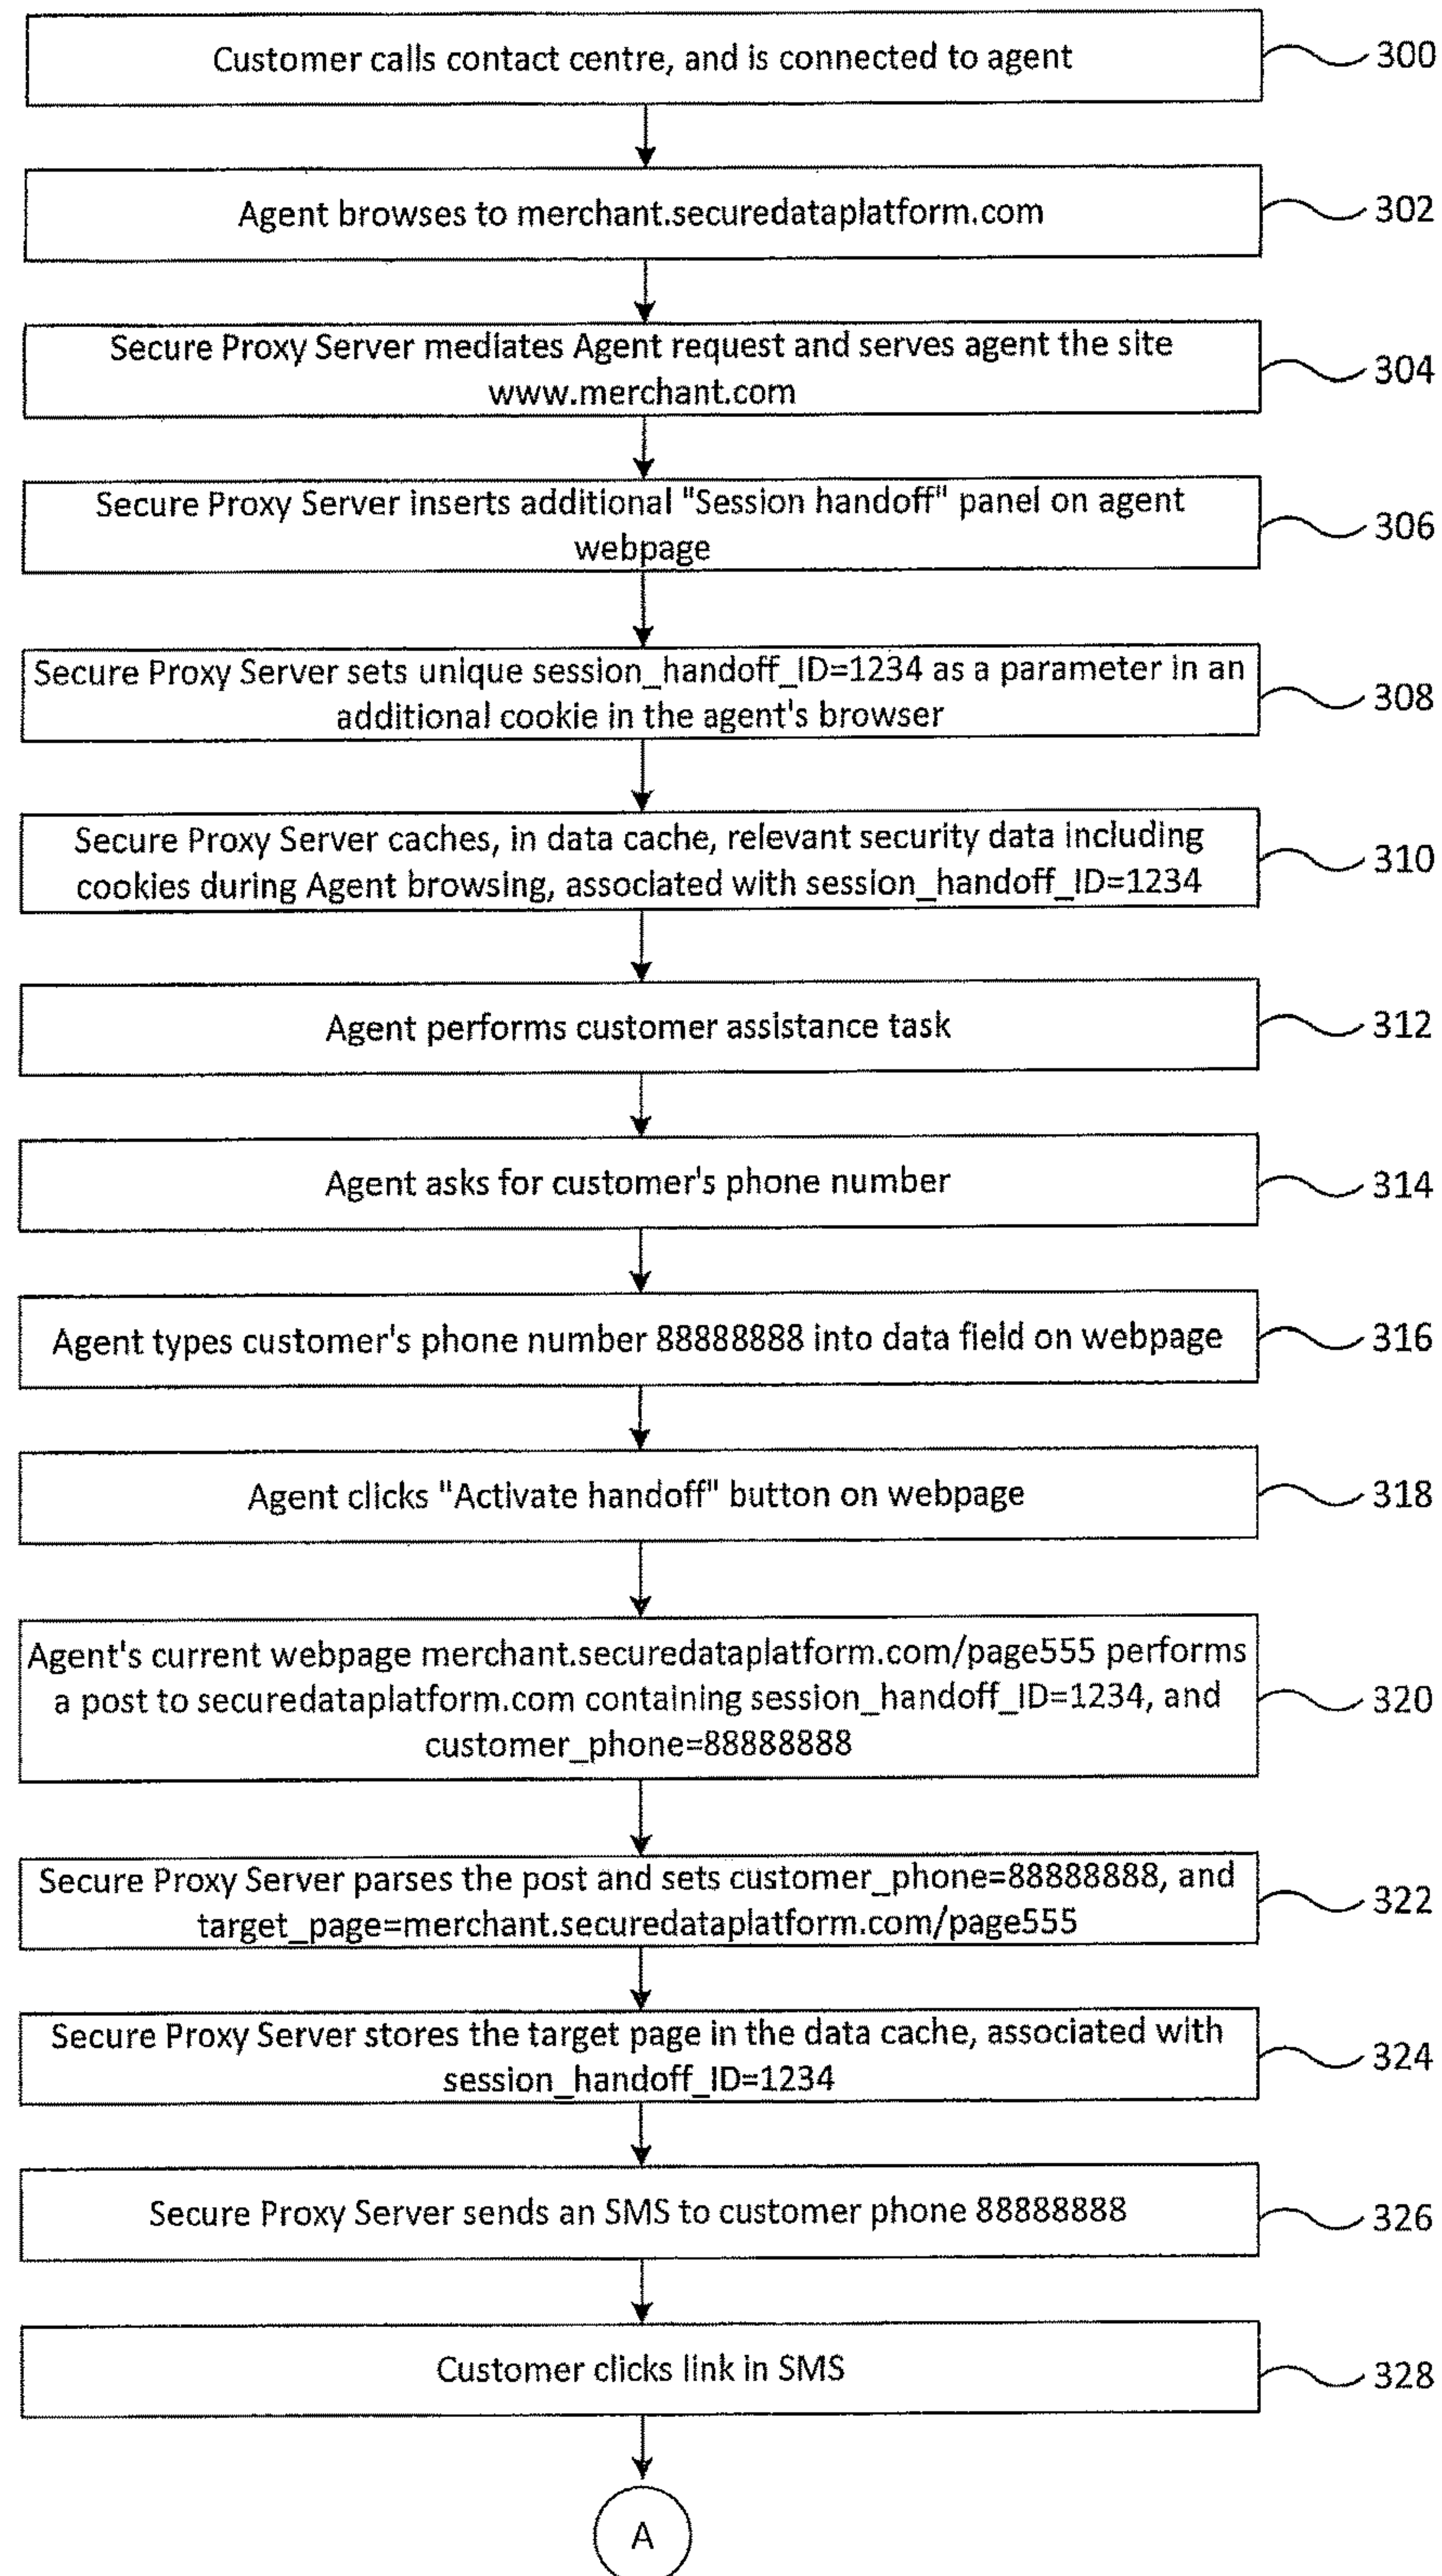 Customer calls contact centre, and is connected to agent
300
Agent browses to merchant.securedataplatform.com
302
Secure Proxy Server mediates Agent request and serves agent the site
www.merchant.com
304
Secure Proxy Server inserts additional "Session handoff" panel on agent
webpage
306
Secure Proxy Server sets unique session_handoff_ID=1234 as a parameter in an
additional cookie in the agent's browser
308
Secure Proxy Server caches, in data cache, relevant security data including
cookies during Agent browsing, associated with session_handoff_ID=1234
310
Agent performs customer assistance task
312
Agent asks for customer's phone number
314
Agent types customer's phone number 88888888 into data field on webpage
316
Agent clicks "Activate handoff" button on webpage
318
Agent's current webpage merchant.securedataplatform.com/page555 performs
a post to securedataplatform.com containing session_handoff_ID=1234, and
customer_phone=88888888
320
Secure Proxy Server parses the post and sets customer_phone=88888888, and
target_page=merchant.securedataplatform.com/page555
322
Secure Proxy Server stores the target page in the data cache, associated with
session_handoff_ID=1234
324
Secure Proxy Server sends an SMS to customer phone 88888888
326
Customer clicks link in SMS
328
A